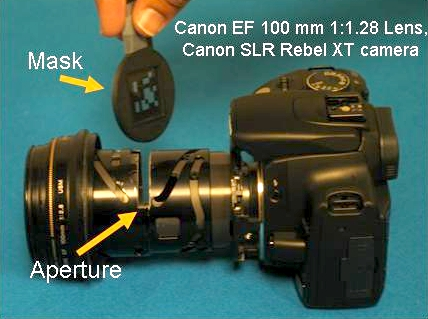 Canon EF 100 mm 1:1.28 Lens,
Canon SLR Rebel XT camera
Mask
Aperture